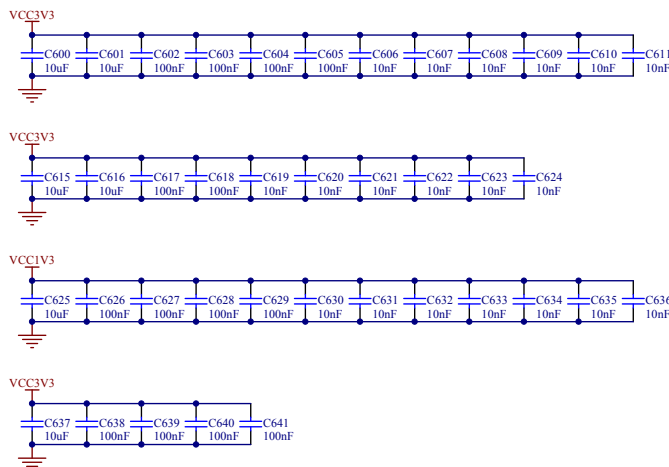 VCC3V3
C600 C601 C602 C603 C604 C605 C606 C607 C608 C609 C610 C611
10uF 10uF 100nF 100nF 100nF 100nF 10nF 10nF 10nF 10nF 10nF 10nF
VCC3V3
C615 C616 C617 C618 C619 C620 C621 C622 C623 C624
10uF 10uF 100nF 100nF 10nF 10nF 10nF 10nF 10nF 10nF
VCC1V3
C625 C626 C627 C628 C629 C630 C631 C632 C633 C634 C635 C636
10uF 100nF 100nF 100nF 100nF 10nF 10nF 10nF 10nF 10nF 10nF 10nF
VCC3V3
C637 C638 C639 C640 C641
10uF 100nF 100nF 100nF 100nF